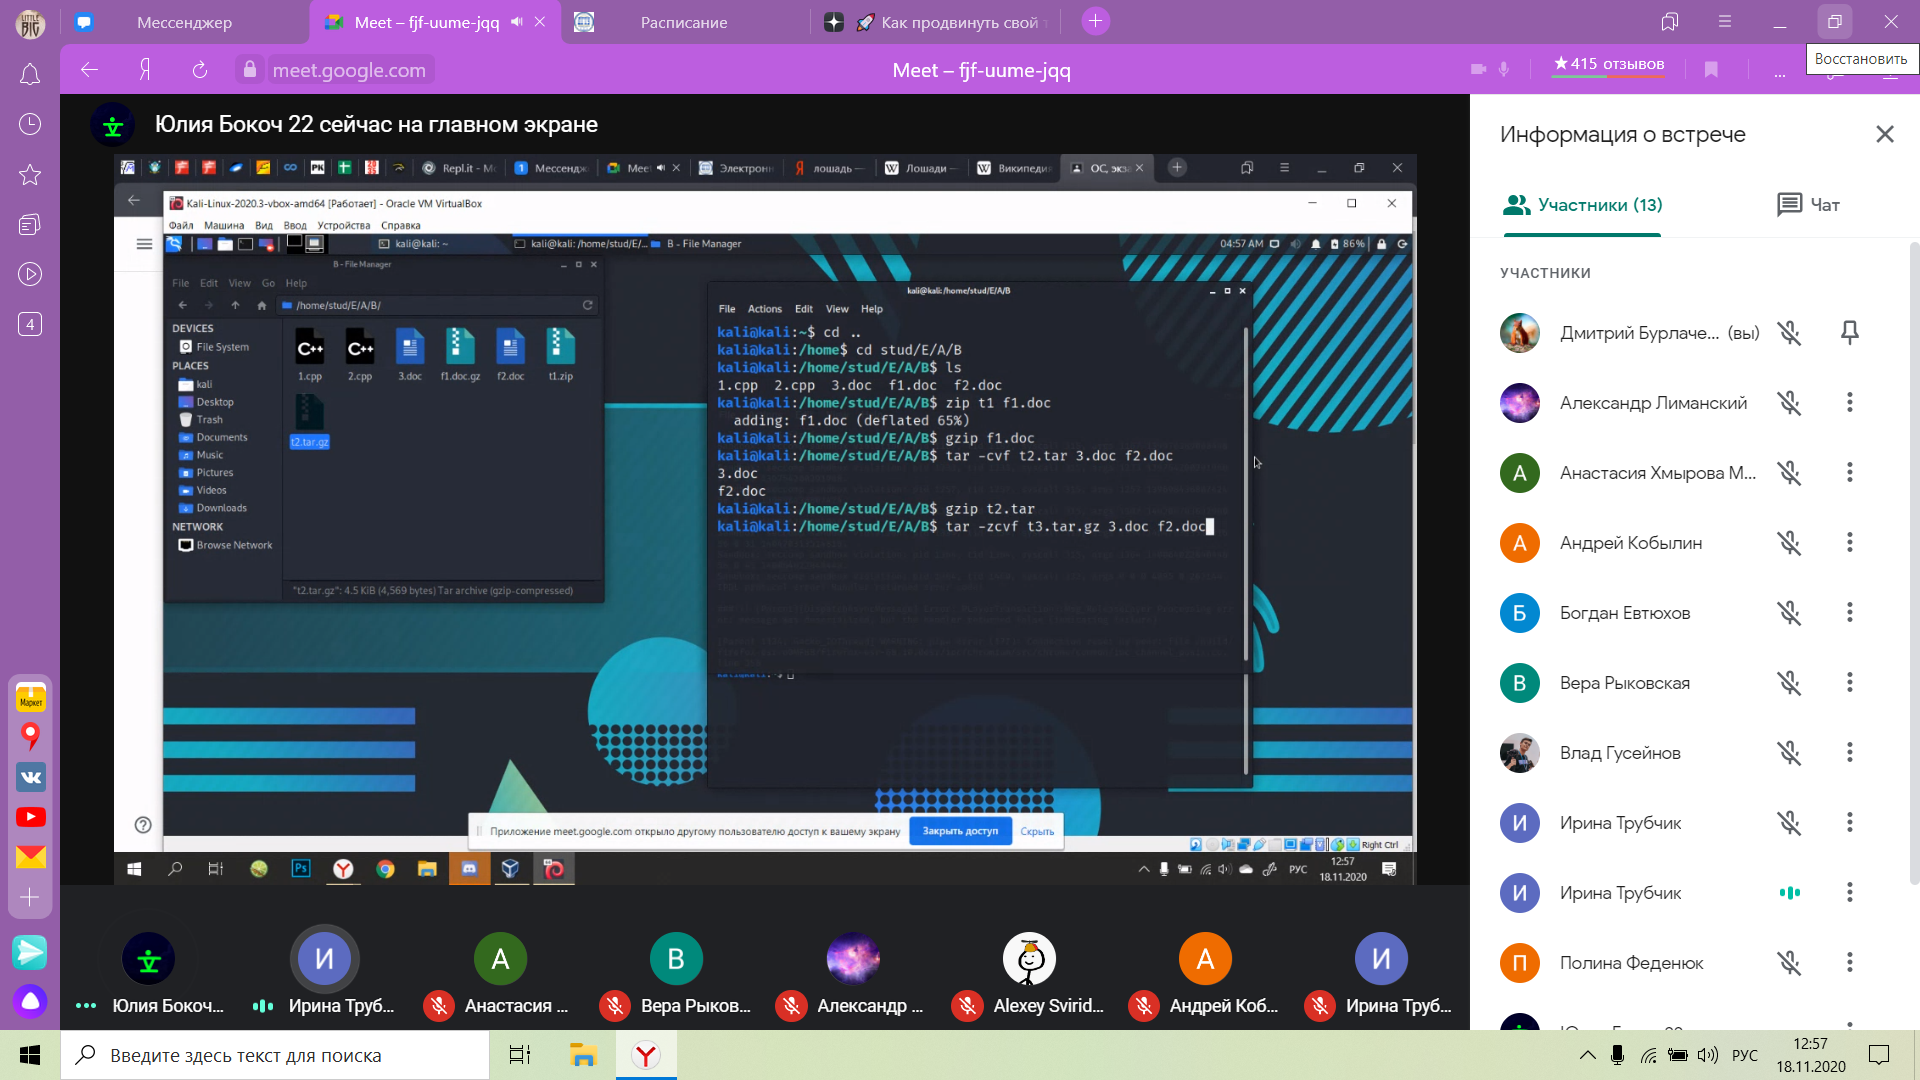 Мессенджер
Meet – fjf-uume-jqq
Расписание
Как продвинуть свой
meet.google.com
Meet – fjf-uume-jqq
★415 отзывов
Восстановить
4
Маркет
Юлия Бокоч 22 сейчас на главном экране
Repl.it - Мо
Мессендж
Meet
Электронн
лошадь —
Лошади —
Википеди
ОС, экза
Kali-Linux-2020.3-vbox-amd64 [Работает] - Oracle VM VirtualBox
Файл Машина Вид Ввод Устройства Справка
kali@kali: ~
kali@kali: /home/stud/E/...
B - File Manager
04:57 AM
86%
B - File Manager
File Edit View Go Help
/home/stud/E/A/B/
DEVICES
File System
PLACES
kali
Desktop
Trash
Documents
Music
Pictures
Videos
Downloads
NETWORK
Browse Network
C++
C++
1.cpp
2.cpp
3.doc
f1.doc.gz
f2.doc
t1.zip
t2.tar.gz
"t2.tar.gz": 4.5 KiB (4,569 bytes) Tar archive (gzip-compressed)
kali@kali: /home/stud/E/A/B
File Actions Edit View Help
kali@kali:~$ cd ..
kali@kali:/home$ cd stud/E/A/B
kali@kali:/home/stud/E/A/B$ ls
1.cpp 2.cpp 3.doc f1.doc f2.doc
kali@kali:/home/stud/E/A/B$ zip t1 f1.doc
adding: f1.doc (deflated 65%)
kali@kali:/home/stud/E/A/B$ gzip f1.doc
kali@kali:/home/stud/E/A/B$ tar -cvf t2.tar 3.doc f2.doc
3.doc
f2.doc
kali@kali:/home/stud/E/A/B$ gzip t2.tar
kali@kali:/home/stud/E/A/B$ tar -zcvf t3.tar.gz 3.doc f2.doc
Приложение meet.google.com открыло другому пользователю доступ к вашему экрану
Закрыть доступ
Скрыть
Right Ctrl
РУС
12:57
18.11.2020
Юлия Бокоч...
Ирина Труб...
Анастасия ...
Вера Рыков...
Александр ...
Alexey Svirid...
Андрей Коб...
Ирина Труб...
Информация о встрече
Участники (13)
Чат
УЧАСТНИКИ
Дмитрий Бурлаче... (вы)
Александр Лиманский
Анастасия Хмырова М...
Андрей Кобылин
Богдан Евтюхов
Вера Рыковская
Влад Гусейнов
Ирина Трубчик
Ирина Трубчик
Полина Феденюк
Введите здесь текст для поиска
РУС
12:57
18.11.2020